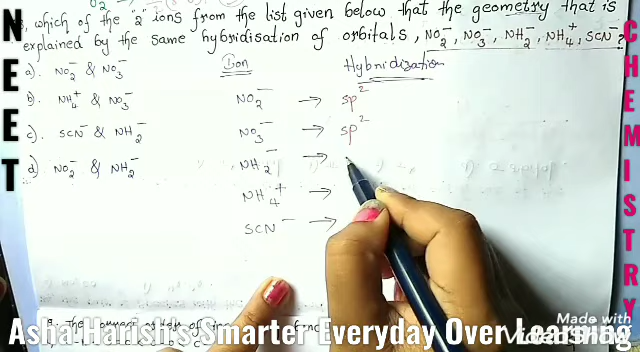 which of the "2" ions from the list given below that the geometry that is
explained by the same hybridisation of orbitals, NO₂⁻, NO₃⁻, NH₂⁻, NH₄⁺, SCN⁻?
a). NO₂⁻ & NO₃⁻
b). NH₄⁺ & NO₃⁻
c). SCN⁻ & NH₂⁻
d). NO₂⁻ & NH₂⁻
Ion
Hybridization
NO₂⁻ → sp²
NO₃⁻ → sp²
NH₂⁻ →
NH₄⁺ →
SCN⁻ →
NEET
CHEMISTRY
Made with
VideoShow
Asha Harish's Smarter Everyday Over Learning